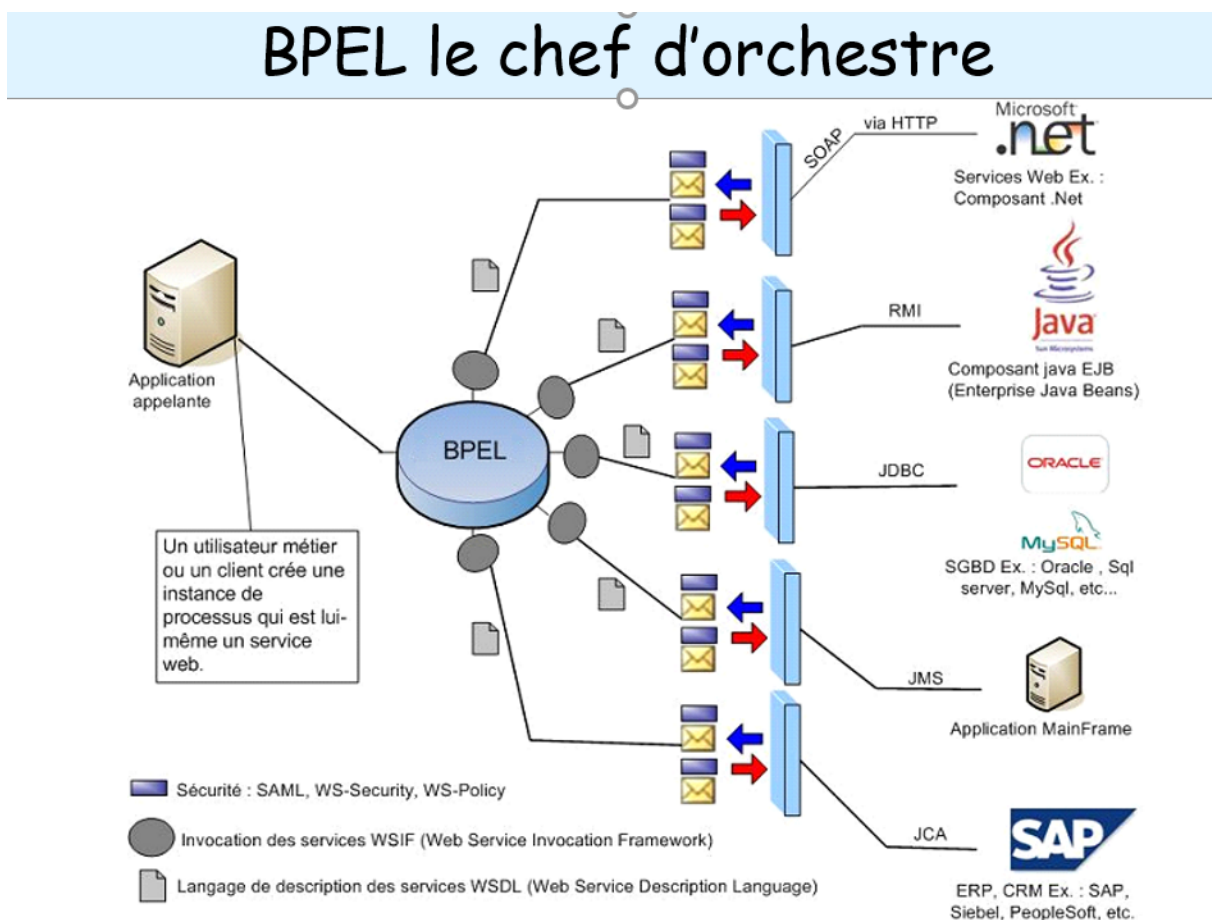 BPEL le chef d'orchestre
via HTTP
SOAP
Microsoft
.net
Services Web Ex. :
Composant .Net
RMI
Java
Sun Microsystems
Composant java EJB
(Enterprise Java Beans)
Application
appelante
BPEL
JDBC
ORACLE
MySQL
SGBD Ex. : Oracle , Sql
server, MySql, etc...
Un utilisateur métier
ou un client crée une
instance de
processus qui est lui-
même un service
web.
JMS
Application MainFrame
JCA
SAP
ERP, CRM Ex. : SAP,
Siebel, PeopleSoft, etc.
Sécurité : SAML, WS-Security, WS-Policy
Invocation des services WSIF (Web Service Invocation Framework)
Langage de description des services WSDL (Web Service Description Language)